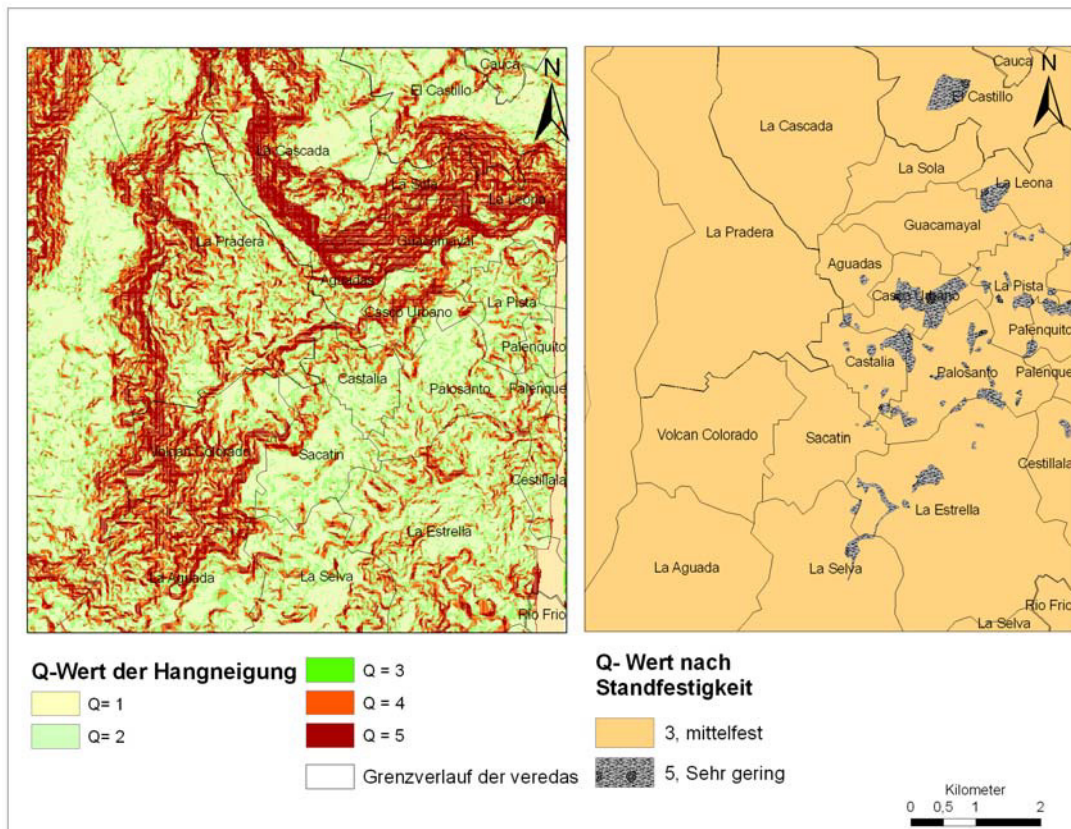 Cauca
N
El Castillo
La Cascada
La Sola
La Leona
La Pradera
Guacamayal
Aguadas
La Pista
Casco Urbano
Palenquito
Castalia
Palosanto
Palenque
Volcan Colorado
Sacatin
Cestillala
La Estrella
La Aguada
La Selva
Rio Frio
Cauca
N
El Castillo
La Cascada
La Sola
La Leona
Guacamayal
La Pradera
Aguadas
Casco Urbano
La Pista
Palenquito
Castalia
Palosanto
Palenque
Volcan Colorado
Sacatin
Cestillala
La Estrella
La Aguada
La Selva
Rio Frio
La Selva
Q-Wert der Hangneigung
Q= 1
Q= 2
Q = 3
Q = 4
Q = 5
Grenzverlauf der veredas
Q- Wert nach
Standfestigkeit
3, mittelfest
5, Sehr gering
Kilometer
0 0,5 1 2